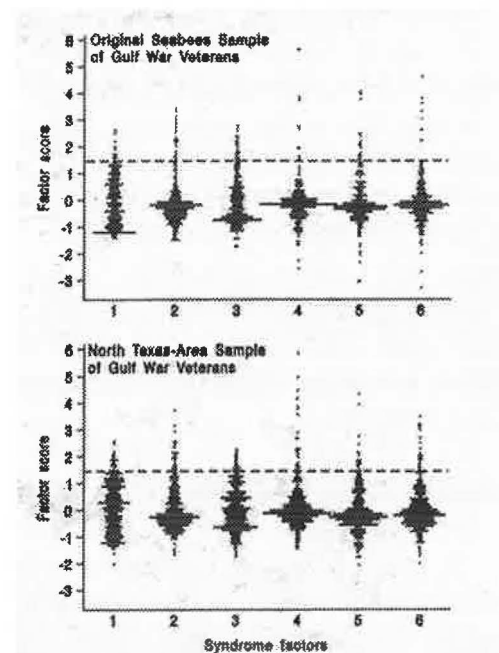 Original Seabees Sample
of Gulf War Veterans
Factor score
6
5
4
3
2
1
0
-1
-2
-3
1 2 3 4 5 6
North Texas-Area Sample
of Gulf War Veterans
Factor score
6
5
4
3
2
1
0
-1
-2
-3
1 2 3 4 5 6
Syndrome factors